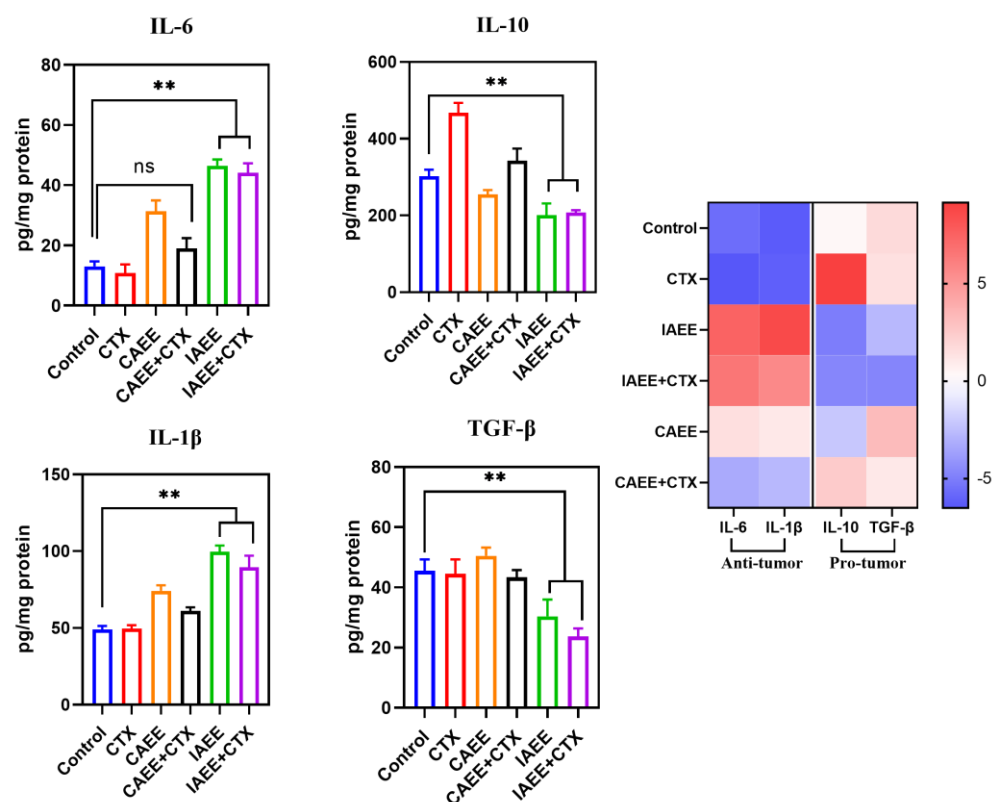 IL-6
pg/mg protein
80
60
40
20
0
**
ns
Control
CTX
CAEE
CAEE+CTX
IAEE
IAEE+CTX
IL-10
pg/mg protein
600
400
200
0
**
Control
CTX
CAEE
CAEE+CTX
IAEE
IAEE+CTX
IL-1β
pg/mg protein
150
100
50
0
**
Control
CTX
CAEE
CAEE+CTX
IAEE
IAEE+CTX
TGF-β
pg/mg protein
80
60
40
20
0
**
Control
CTX
CAEE
CAEE+CTX
IAEE
IAEE+CTX
Control
CTX
IAEE
IAEE+CTX
CAEE
CAEE+CTX
IL-6 IL-1β IL-10 TGF-β
Anti-tumor Pro-tumor
5
0
-5